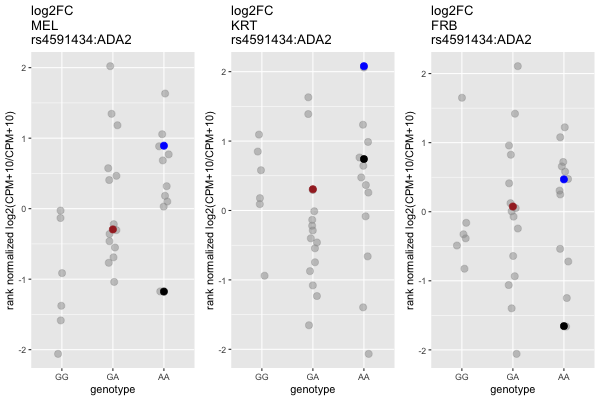 log2FC
MEL
rs4591434:ADA2
rank normalized log2(CPM+10/CPM+10)
2
1
0
-1
-2
GG GA AA
genotype
log2FC
KRT
rs4591434:ADA2
rank normalized log2(CPM+10/CPM+10)
2
1
0
-1
-2
GG GA AA
genotype
log2FC
FRB
rs4591434:ADA2
rank normalized log2(CPM+10/CPM+10)
2
1
0
-1
-2
GG GA AA
genotype